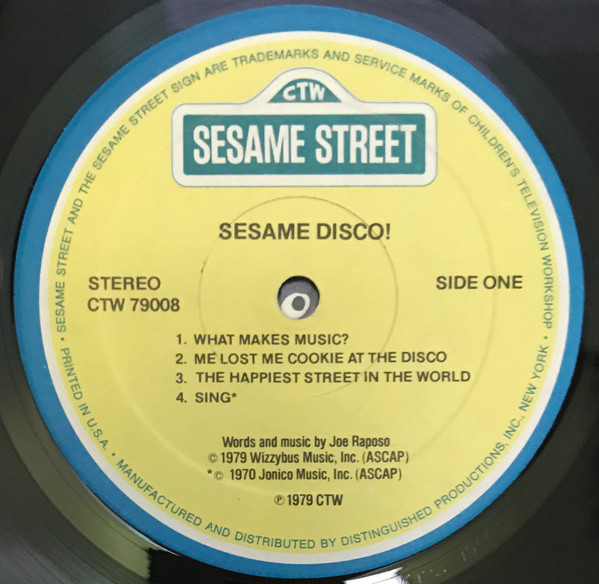 CTW
SESAME STREET
SESAME DISCO!
STEREO
CTW 79008
SIDE ONE
1. WHAT MAKES MUSIC?
2. ME LOST ME COOKIE AT THE DISCO
3. THE HAPPIEST STREET IN THE WORLD
4. SING*
Words and music by Joe Raposo
© 1979 Wizzybus Music, Inc. (ASCAP)
*© 1970 Jonico Music, Inc. (ASCAP)
℗ 1979 CTW
• SESAME STREET AND THE SESAME STREET SIGN ARE TRADEMARKS AND SERVICE MARKS OF CHILDREN'S TELEVISION WORKSHOP •
PRINTED IN U.S.A. • MANUFACTURED AND DISTRIBUTED BY DISTINGUISHED PRODUCTIONS, INC., NEW YORK